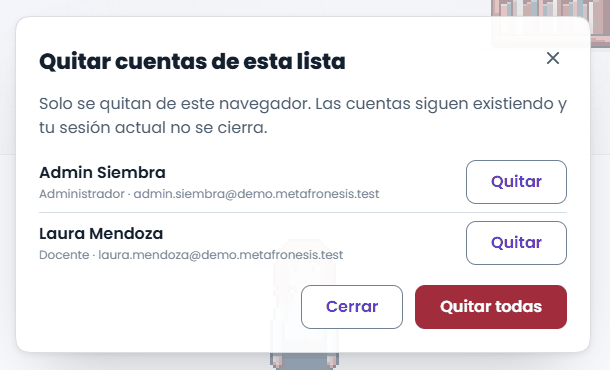 Quitar cuentas de esta lista
Solo se quitan de este navegador. Las cuentas siguen existiendo y
tu sesión actual no se cierra.
Admin Siembra
Administrador · admin.siembra@demo.metafronesis.test
Quitar
Laura Mendoza
Docente · laura.mendoza@demo.metafronesis.test
Quitar
Cerrar
Quitar todas